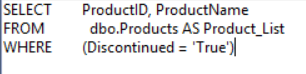 SELECT ProductID, ProductName
FROM dbo.Products AS Product_List
WHERE (Discontinued = 'True')